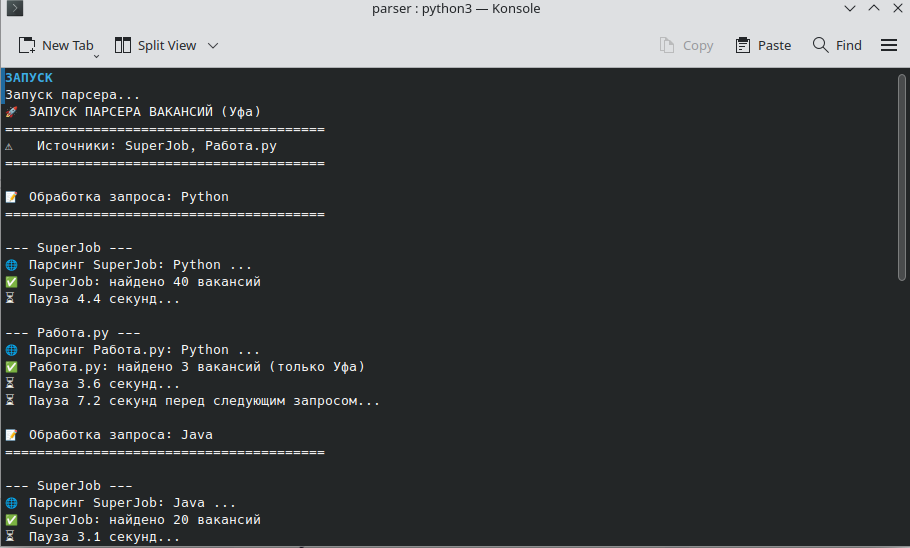 parser : python3 — Konsole
New Tab
Split View
Copy
Paste
Find
ЗАПУСК
Запуск парсера...
🚀 ЗАПУСК ПАРСЕРА ВАКАНСИЙ (Уфа)
========================================
⚠ Источники: SuperJob, Работа.ру
========================================
📝 Обработка запроса: Python
========================================
--- SuperJob ---
🌐 Парсинг SuperJob: Python ...
✅ SuperJob: найдено 40 вакансий
⏳ Пауза 4.4 секунд...
--- Работа.ру ---
🌐 Парсинг Работа.ру: Python ...
✅ Работа.ру: найдено 3 вакансий (только Уфа)
⏳ Пауза 3.6 секунд...
⏳ Пауза 7.2 секунд перед следующим запросом...
📝 Обработка запроса: Java
========================================
--- SuperJob ---
🌐 Парсинг SuperJob: Java ...
✅ SuperJob: найдено 20 вакансий
⏳ Пауза 3.1 секунд...